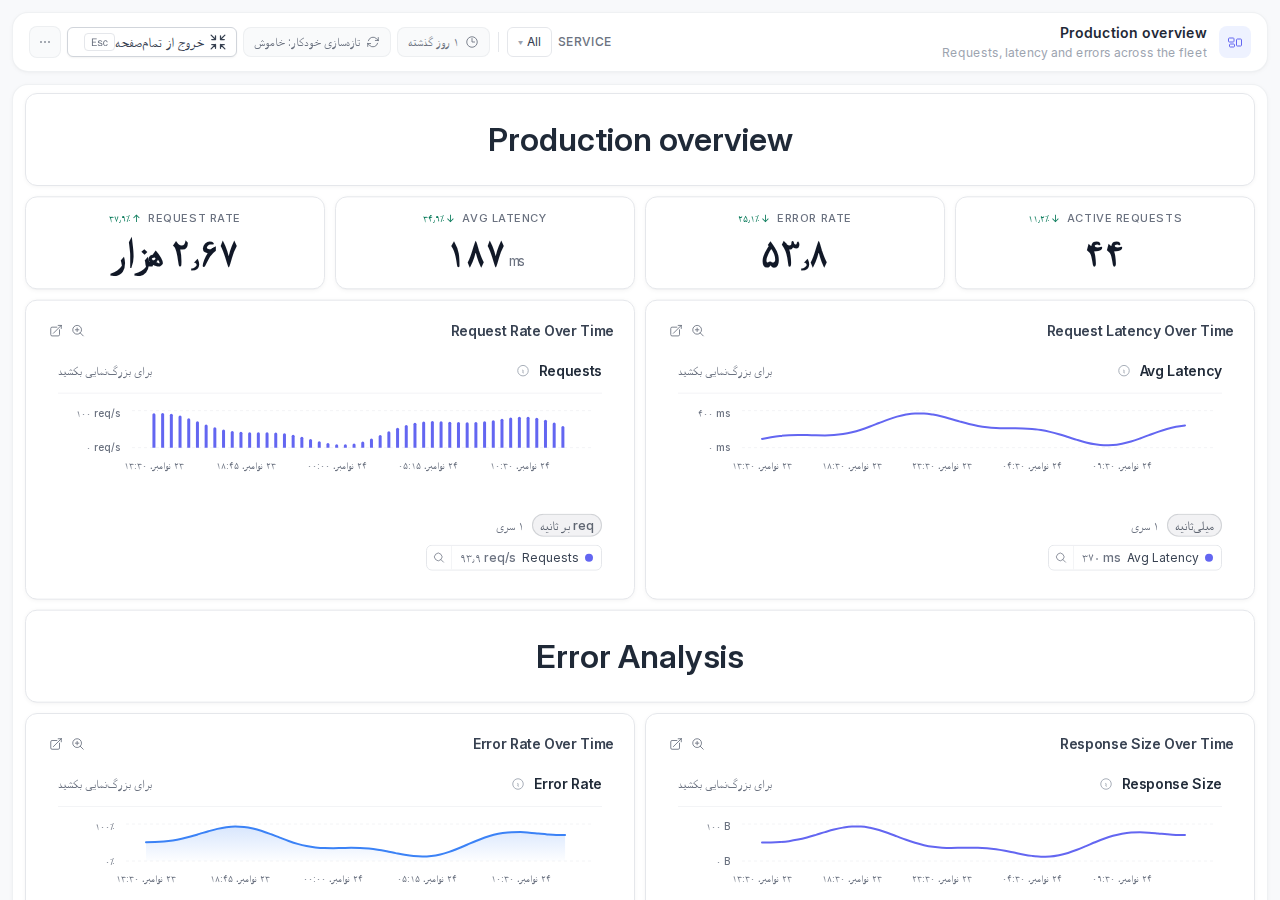 Production overview
Requests, latency and errors across the fleet
SERVICE
All
۱ روز گذشته
تازه‌سازی خودکار: خاموش
خروج از تمام‌صفحه Esc
Production overview
ACTIVE REQUESTS ↓۱۱٫۲٪
۴۴
ERROR RATE ↓۲۵٫۱٪
۵۳٫۸
AVG LATENCY ↓۳۴٫۹٪
۱۸۷ ms
REQUEST RATE ↑۳۷٫۹٪
۲٫۶۷ هزار
Request Latency Over Time
Avg Latency
برای بزرگ‌نمایی بکشید
۴۰۰ ms
۰ ms
۲۳ نوامبر، ۱۳:۳۰
۲۳ نوامبر، ۱۸:۳۰
۲۳ نوامبر، ۲۳:۳۰
۲۴ نوامبر، ۰۴:۳۰
۲۴ نوامبر، ۰۹:۳۰
میلی‌ثانیه ۱ سری
Avg Latency ۳۷۰ ms
Request Rate Over Time
Requests
برای بزرگ‌نمایی بکشید
۱۰۰ req/s
۰ req/s
۲۳ نوامبر، ۱۳:۳۰
۲۳ نوامبر، ۱۸:۴۵
۲۴ نوامبر، ۰۰:۰۰
۲۴ نوامبر، ۰۵:۱۵
۲۴ نوامبر، ۱۰:۳۰
req بر ثانیه ۱ سری
Requests ۹۳٫۹ req/s
Error Analysis
Response Size Over Time
Response Size
برای بزرگ‌نمایی بکشید
۱۰۰ B
۰ B
۲۳ نوامبر، ۱۳:۳۰
۲۳ نوامبر، ۱۸:۳۰
۲۳ نوامبر، ۲۳:۳۰
۲۴ نوامبر، ۰۴:۳۰
۲۴ نوامبر، ۰۹:۳۰
Error Rate Over Time
Error Rate
برای بزرگ‌نمایی بکشید
۱۰۰٪
۰٪
۲۳ نوامبر، ۱۳:۳۰
۲۳ نوامبر، ۱۸:۴۵
۲۴ نوامبر، ۰۰:۰۰
۲۴ نوامبر، ۰۵:۱۵
۲۴ نوامبر، ۱۰:۳۰